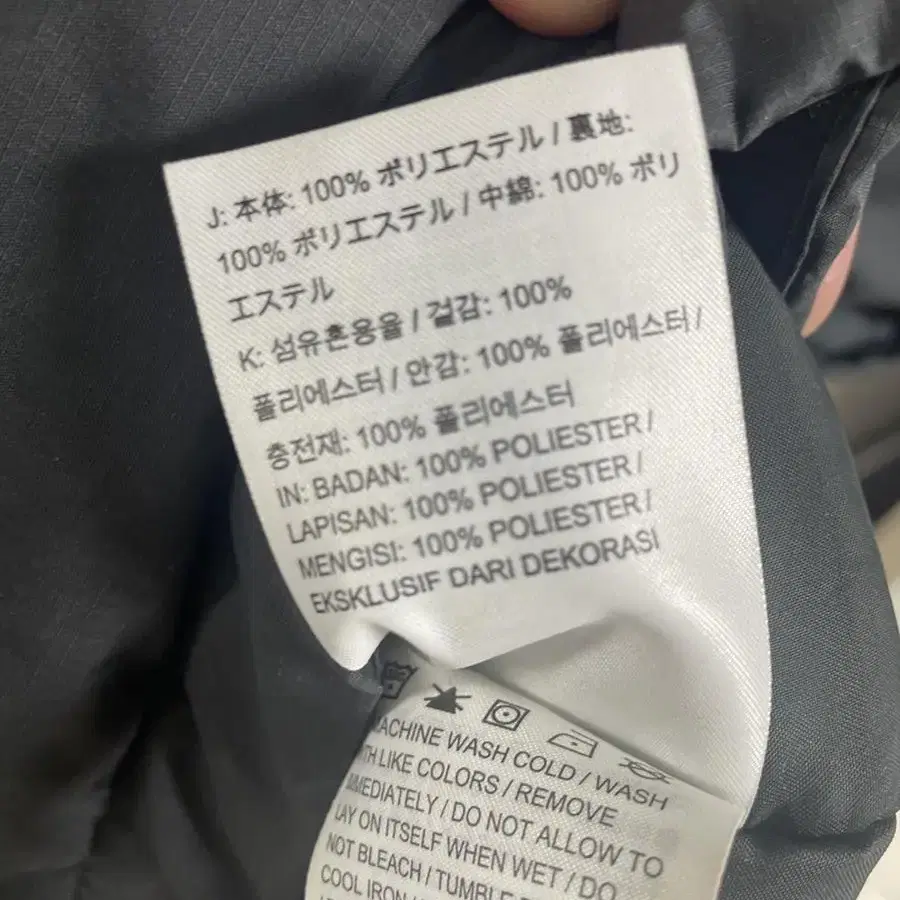 J: 本体: 100% ポリエステル / 裏地:
100% ポリエステル / 中綿: 100% ポリ
エステル
K: 섬유혼용율 / 겉감: 100%
폴리에스터 / 안감: 100% 폴리에스터 /
충전재: 100% 폴리에스터
IN: BADAN: 100% POLIESTER /
LAPISAN: 100% POLIESTER /
MENGISI: 100% POLIESTER /
EKSKLUSIF DARI DEKORASI
MACHINE WASH COLD / WASH
WITH LIKE COLORS / REMOVE
IMMEDIATELY / DO NOT ALLOW TO
LAY ON ITSELF WHEN WET / DO
NOT BLEACH / TUMBLE
COOL IRON